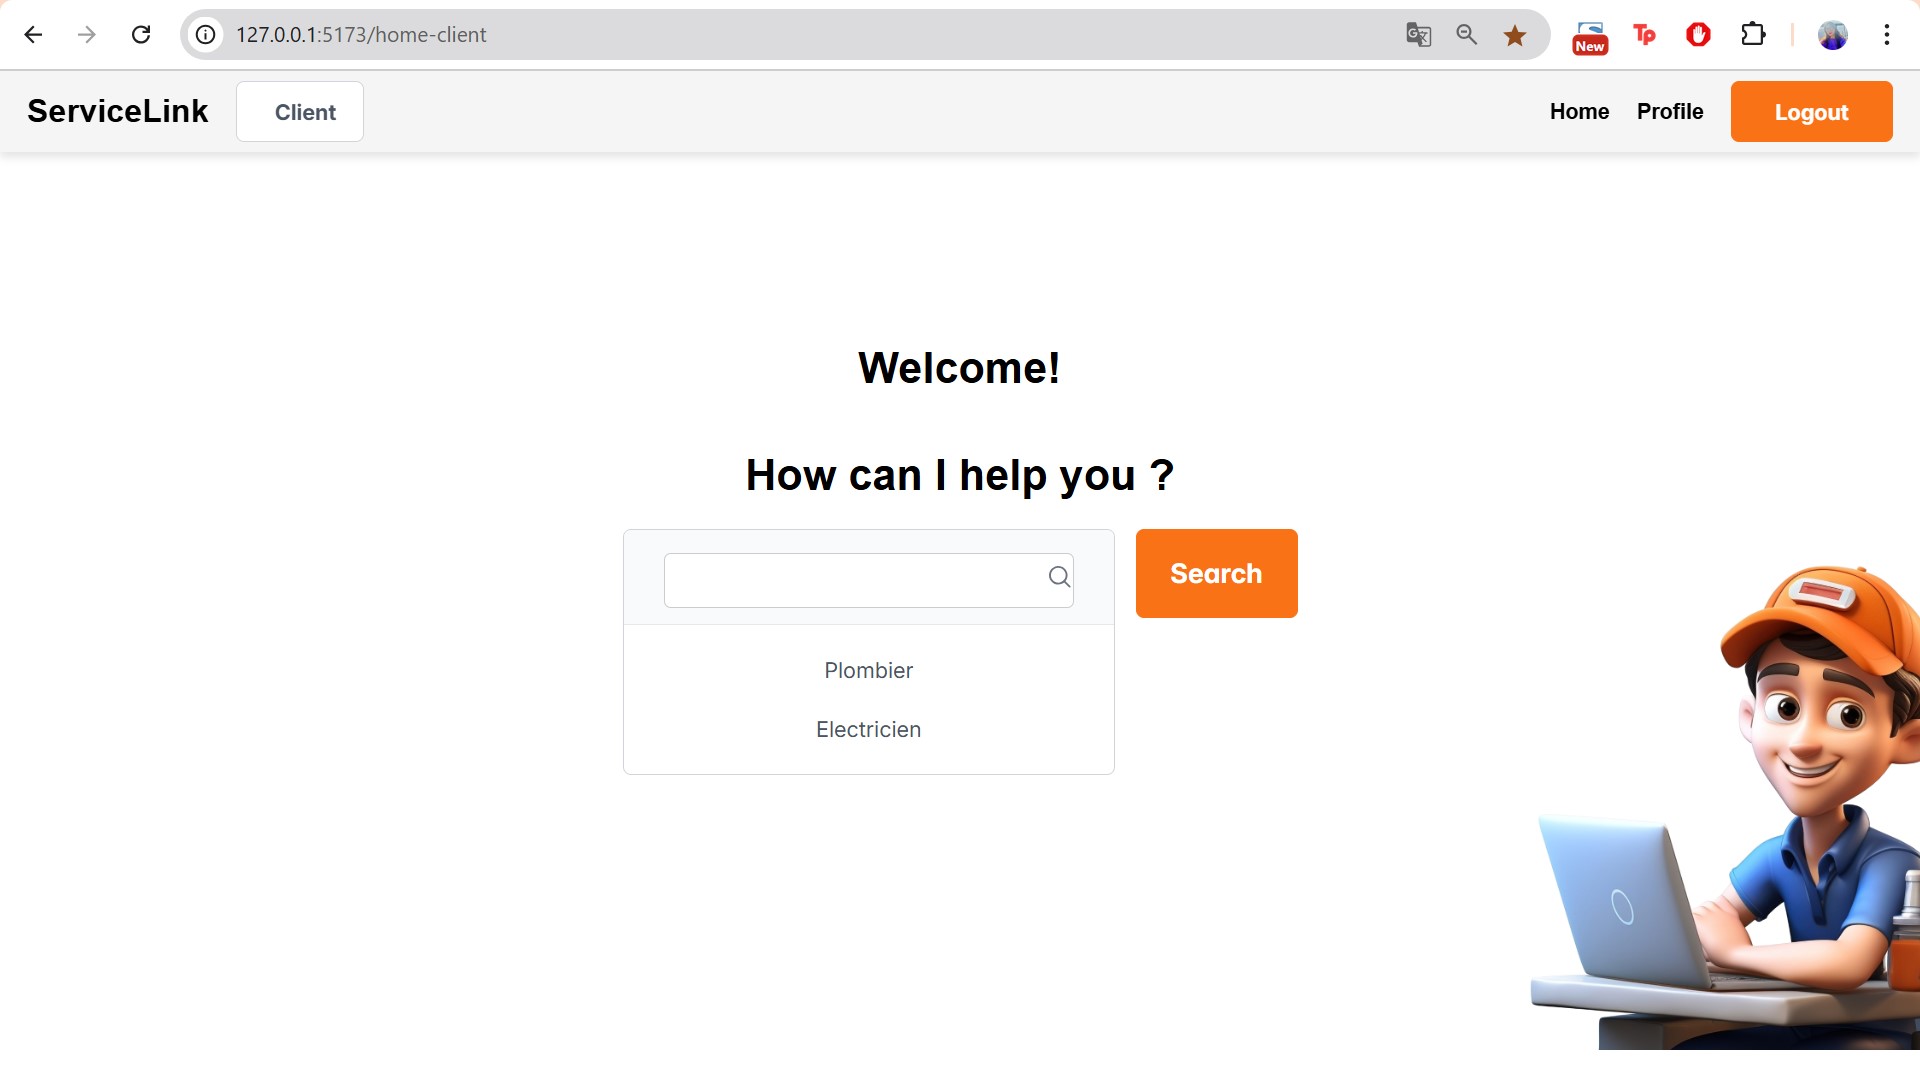 127.0.0.1:5173/home-client
New
Tp
ServiceLink
Client
Home
Profile
Logout
Welcome!
How can I help you ?
Search
Plombier
Electricien